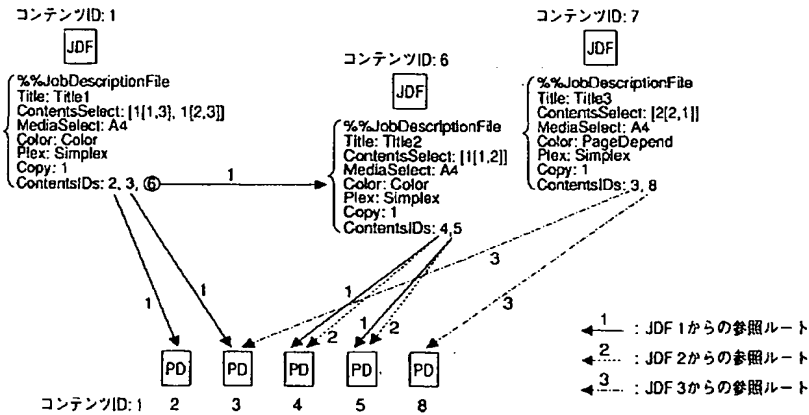 コンテンツID: 1
JDF
%%JobDescriptionFile
Title: Title1
ContentsSelect: [1[1,3], 1[2,3]]
MediaSelect: A4
Color: Color
Plex: Simplex
Copy: 1
ContentsIDs: 2, 3, ⑥
コンテンツID: 6
JDF
%%JobDescriptionFile
Title: Title2
ContentsSelect: [1[1,2]]
MediaSelect: A4
Color: Color
Plex: Simplex
Copy: 1
ContentsIDs: 4,5
コンテンツID: 7
JDF
%%JobDescriptionFile
Title: Title3
ContentsSelect: [2[2,1]]
MediaSelect: A4
Color: PageDepend
Plex: Simplex
Copy: 1
ContentsIDs: 3, 8
1
1
1
1
2
1
2
3
3
PD
PD
PD
PD
PD
コンテンツID: 1 2 3 4 5 8
1 : JDF 1からの参照ルート
2 : JDF 2からの参照ルート
3 : JDF 3からの参照ルート